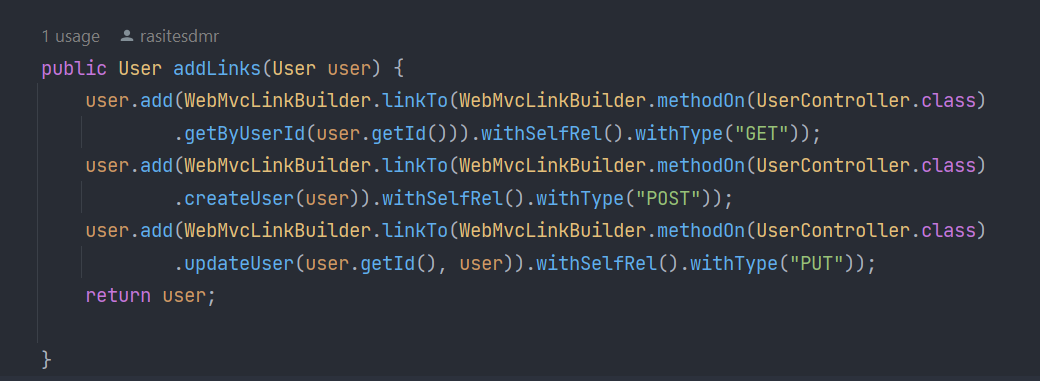 1 usage rasitesdmr
public User addLinks(User user) {
user.add(WebMvcLinkBuilder.linkTo(WebMvcLinkBuilder.methodOn(UserController.class)
.getByUserId(user.getId())).withSelfRel().withType("GET"));
user.add(WebMvcLinkBuilder.linkTo(WebMvcLinkBuilder.methodOn(UserController.class)
.createUser(user)).withSelfRel().withType("POST"));
user.add(WebMvcLinkBuilder.linkTo(WebMvcLinkBuilder.methodOn(UserController.class)
.updateUser(user.getId(), user)).withSelfRel().withType("PUT"));
return user;
}